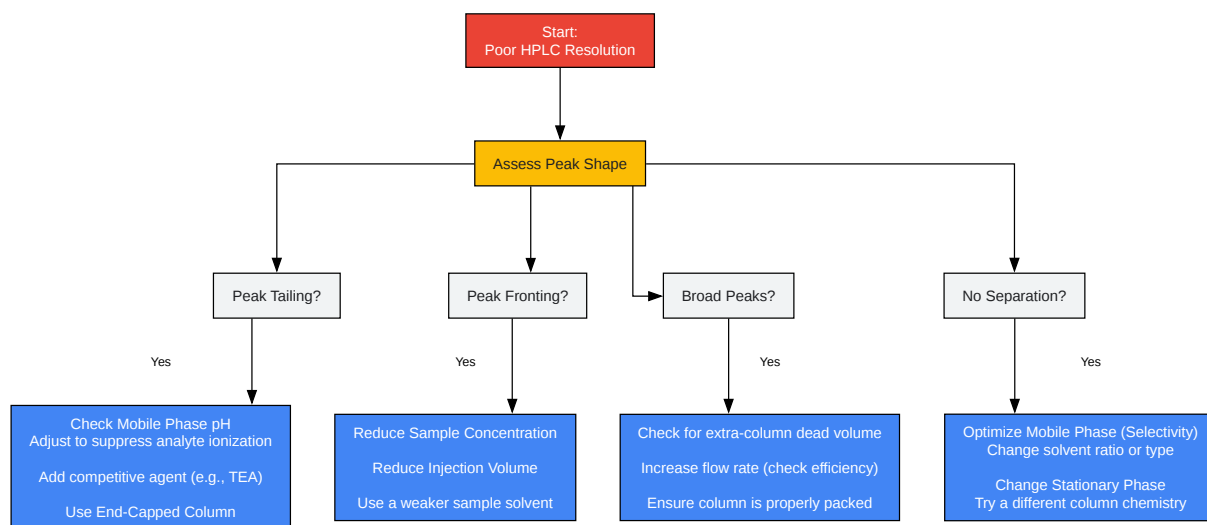 Start:
Poor HPLC Resolution
Assess Peak Shape
Peak Tailing?
Peak Fronting?
Broad Peaks?
No Separation?
Yes
Yes
Yes
Yes
Check Mobile Phase pH
Adjust to suppress analyte ionization
Add competitive agent (e.g., TEA)
Use End-Capped Column
Reduce Sample Concentration
Reduce Injection Volume
Use a weaker sample solvent
Check for extra-column dead volume
Increase flow rate (check efficiency)
Ensure column is properly packed
Optimize Mobile Phase (Selectivity)
Change solvent ratio or type
Change Stationary Phase
Try a different column chemistry